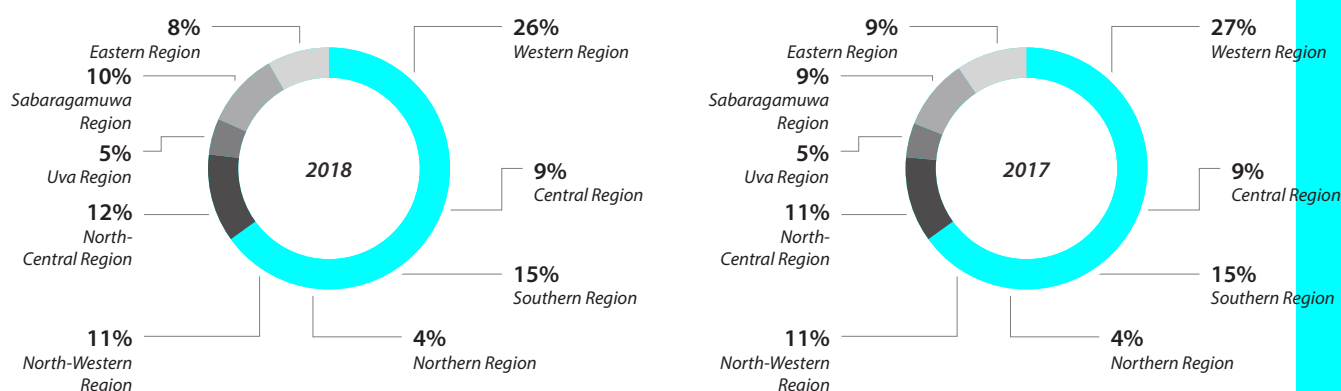 8%
Eastern Region
26%
Western Region
10%
Sabaragamuwa
Region
5%
Uva Region
2018
9%
Central Region
12%
North-
Central Region
15%
Southern Region
11%
North-Western
Region
4%
Northern Region
9%
Eastern Region
27%
Western Region
9%
Sabaragamuwa
Region
5%
Uva Region
2017
9%
Central Region
11%
North-
Central Region
15%
Southern Region
11%
North-Western
Region
4%
Northern Region